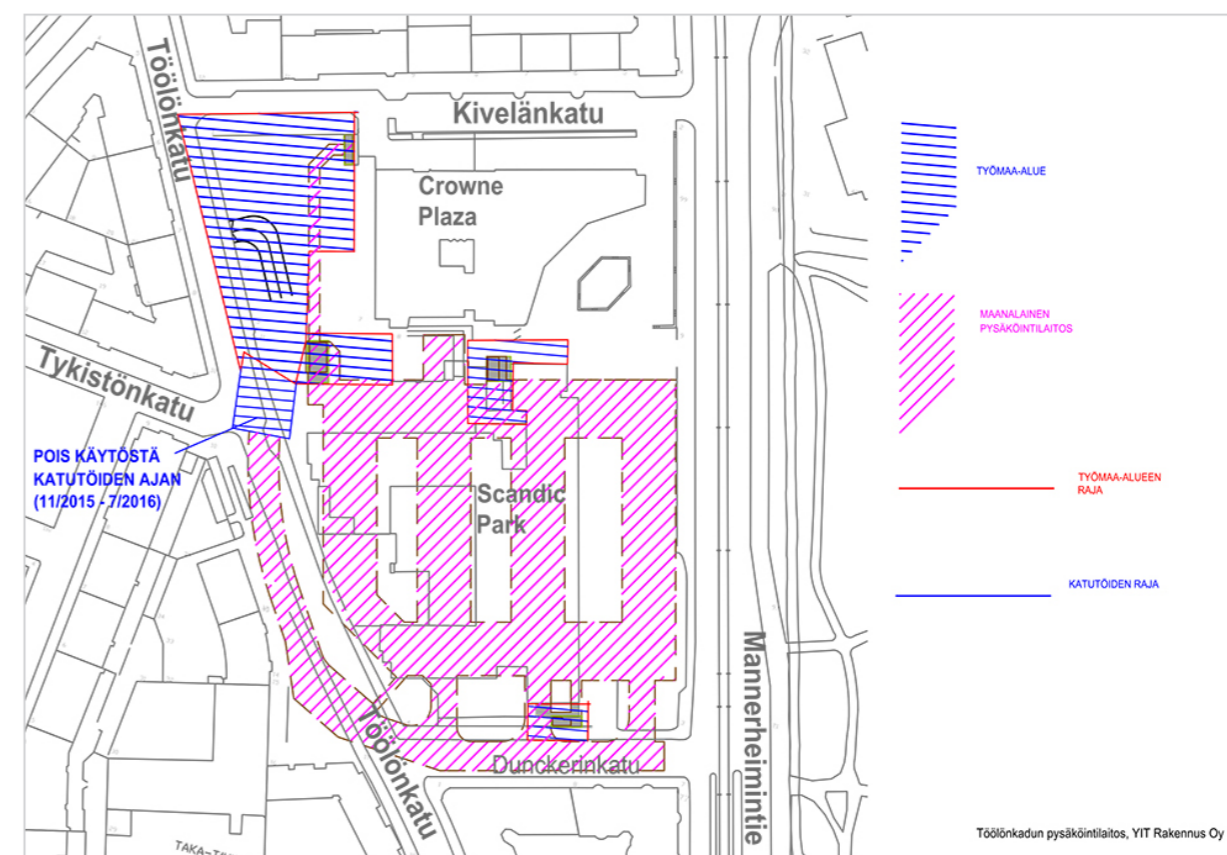 Töölönkatu
Kivelänkatu
Crowne
Plaza
Tykistönkatu
POIS KÄYTÖSTÄ
KATUTÖIDEN AJAN
(11/2015 - 7/2016)
Scandic
Park
Mannerheimintie
Töölönkatu
Dunckerinkatu
TYÖMAA-ALUE
MAANALAINEN
PYSÄKÖINTILAITOS
TYÖMAA-ALUEEN
RAJA
KATUTÖIDEN RAJA
Töölönkadun pysäköintilaitos, YIT Rakennus Oy